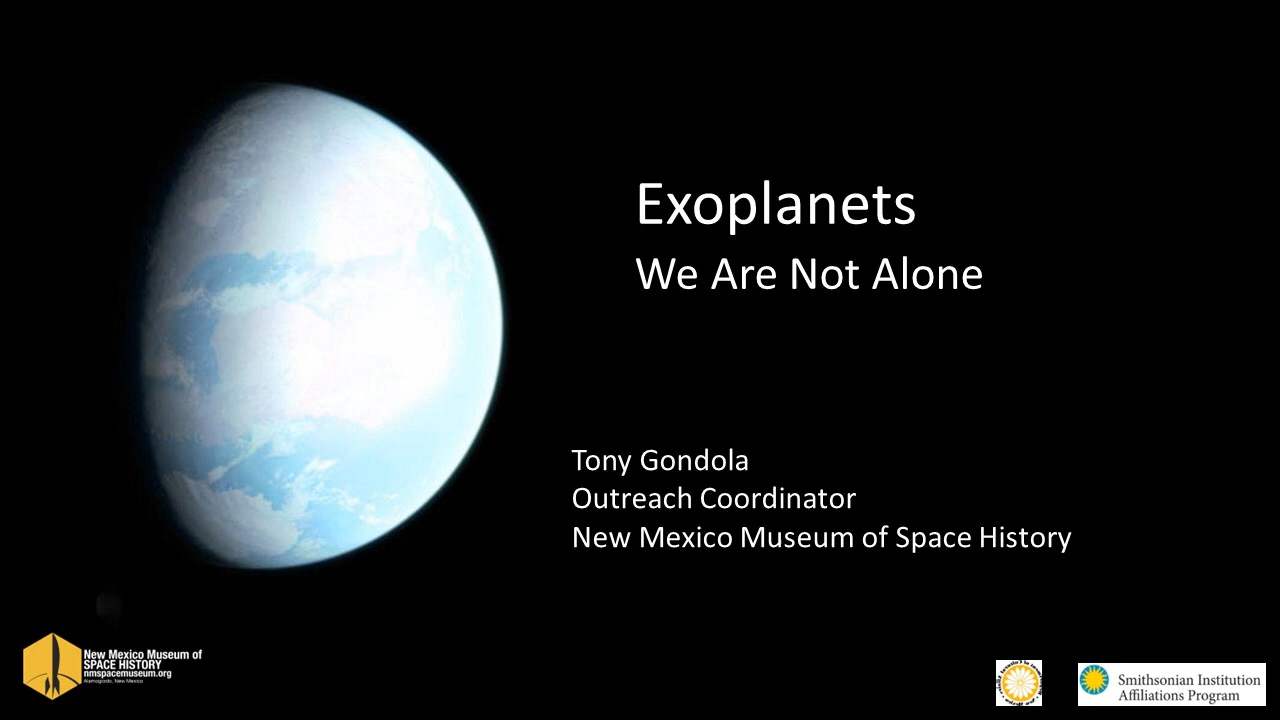 Exoplanets
We Are Not Alone
Tony Gondola
Outreach Coordinator
New Mexico Museum of Space History
New Mexico Museum of
SPACE HISTORY
nmspacemuseum.org
Alamogordo, New Mexico
Smithsonian Institution
Affiliations Program